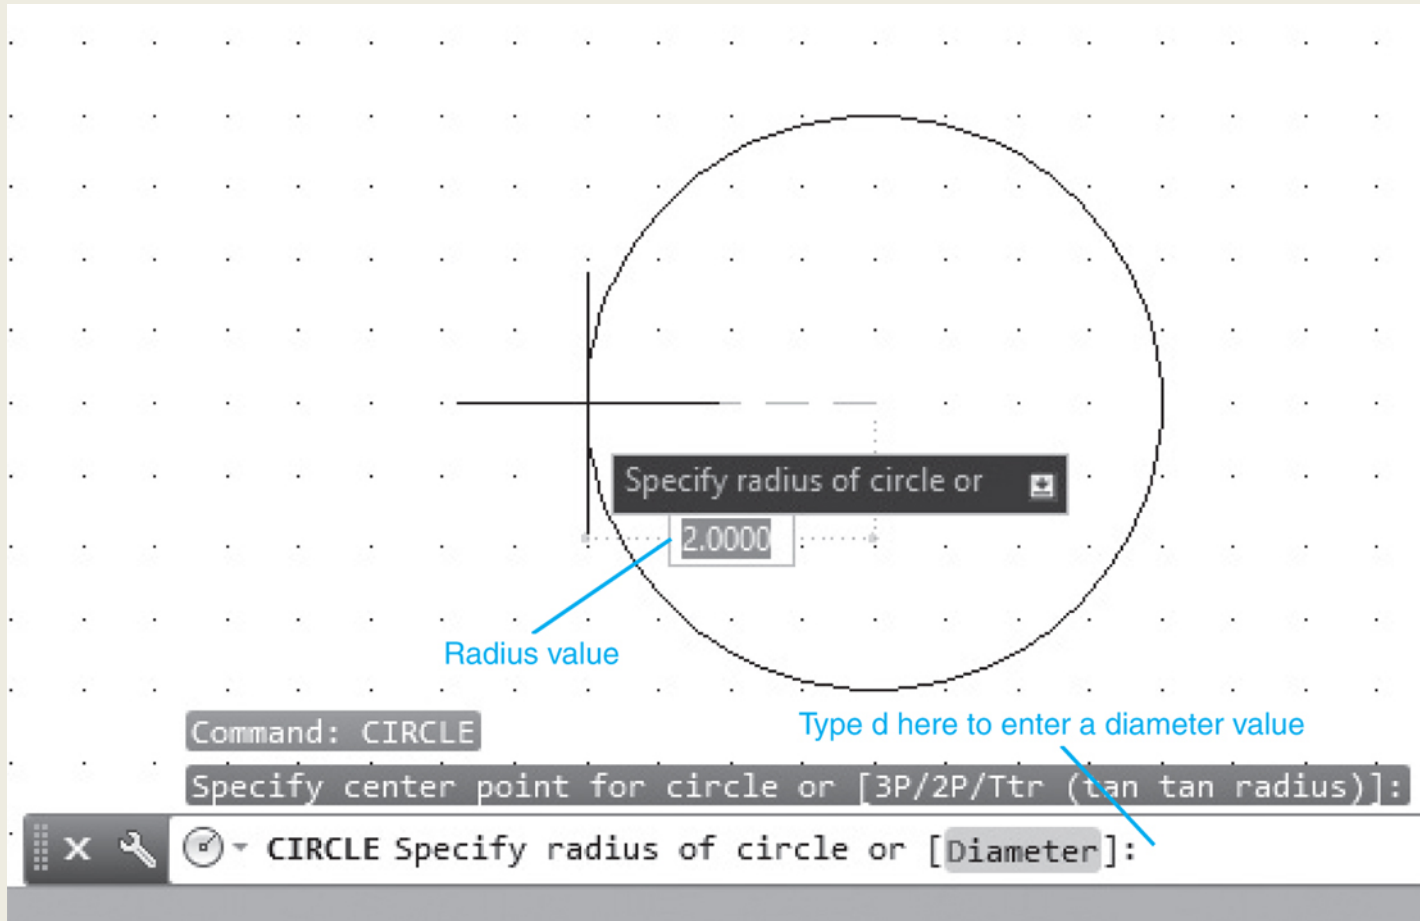 Specify radius of circle or
2.0000
Radius value
Type d here to enter a diameter value
Command: CIRCLE
Specify center point for circle or [3P/2P/Ttr (tan tan radius)]:
CIRCLE Specify radius of circle or [Diameter]: